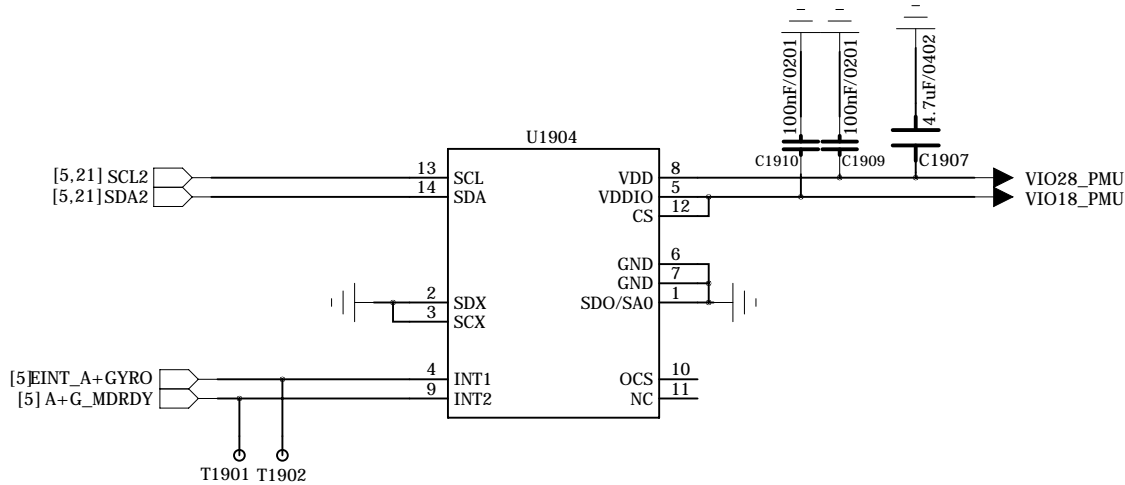 100nF/0201
100nF/0201
4.7uF/0402
U1904
C1910
C1909
C1907
[5,21] SCL2
13
SCL
VDD
8
VIO28_PMU
[5,21] SDA2
14
SDA
VDDIO
5
VIO18_PMU
CS
12
GND
6
GND
7
2
SDX
SDO/SA0
1
3
SCX
[5]EINT_A+GYRO
4
INT1
OCS
10
[5] A+G_MDRDY
9
INT2
NC
11
T1901
T1902